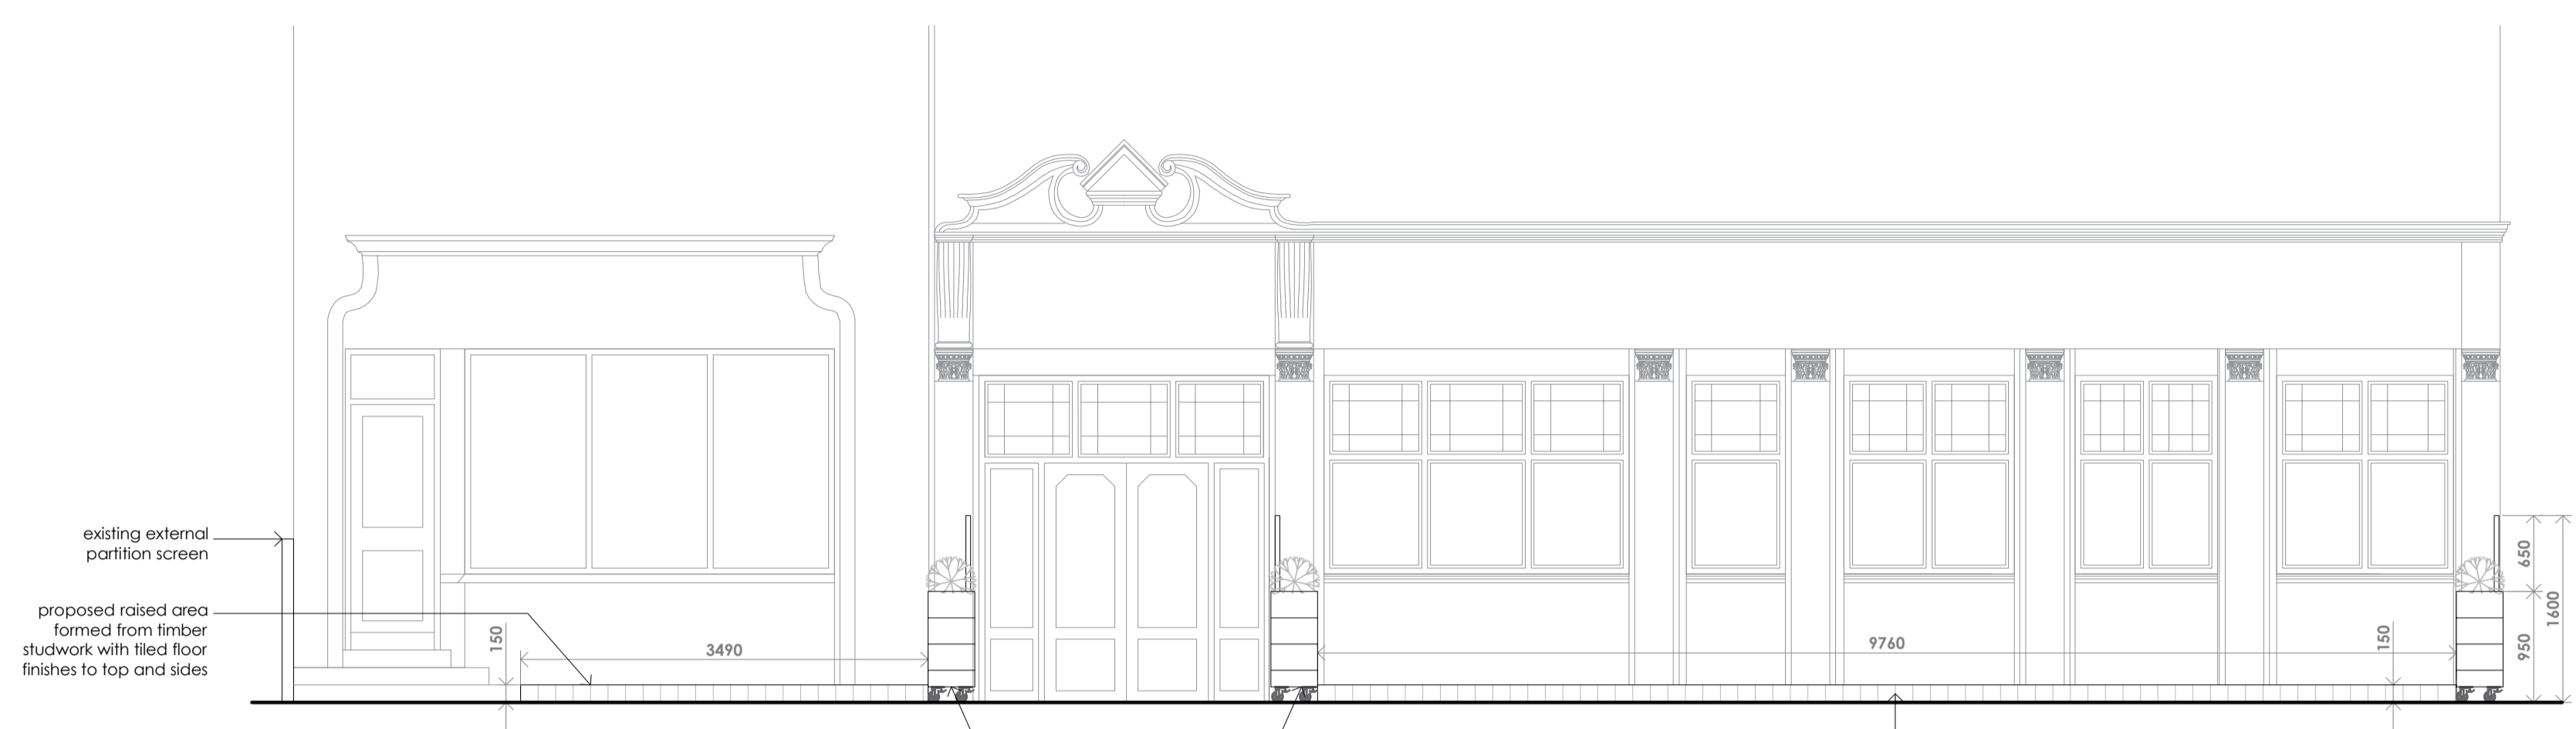 existing external
partition screen
proposed raised area
formed from timber
studwork with tiled floor
finishes to top and sides
150
3490
9760
150
650
950
1600